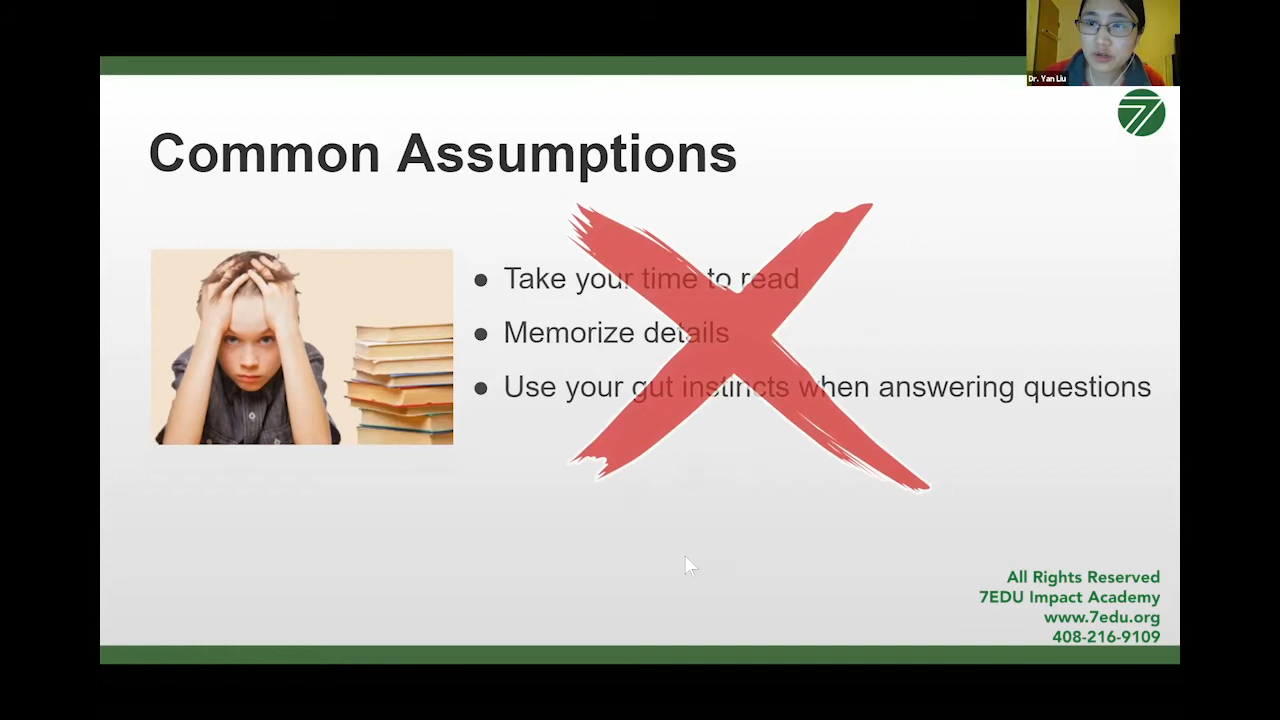 Dr. Yan Liu
Common Assumptions
● Take your time to read
● Memorize details
● Use your gut instincts when answering questions
All Rights Reserved
7EDU Impact Academy
www.7edu.org
408-216-9109